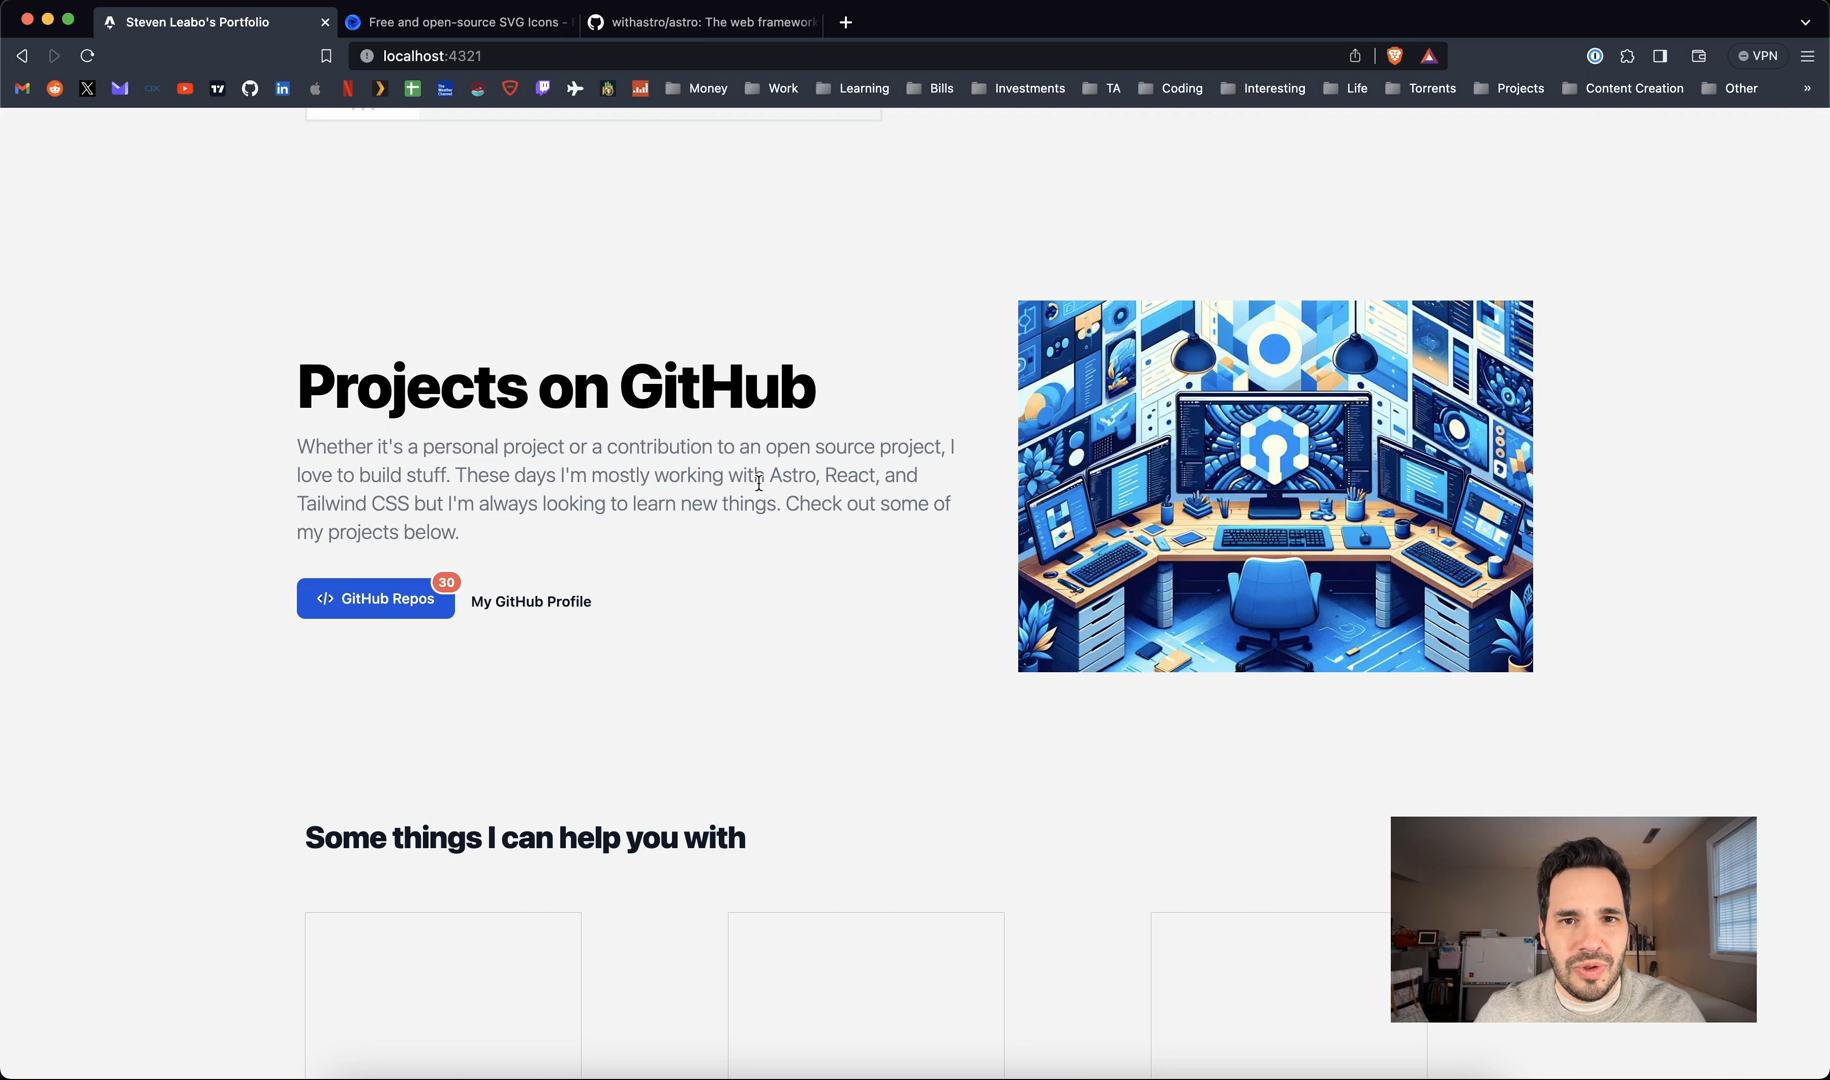 Steven Leabo's Portfolio
Free and open-source SVG Icons -
withastro/astro: The web framework
localhost:4321
VPN
Money
Work
Learning
Bills
Investments
TA
Coding
Interesting
Life
Torrents
Projects
Content Creation
Other
»
Projects on GitHub
Whether it's a personal project or a contribution to an open source project, I
love to build stuff. These days I'm mostly working with Astro, React, and
Tailwind CSS but I'm always looking to learn new things. Check out some of
my projects below.
30
</> GitHub Repos
My GitHub Profile
Some things I can help you with